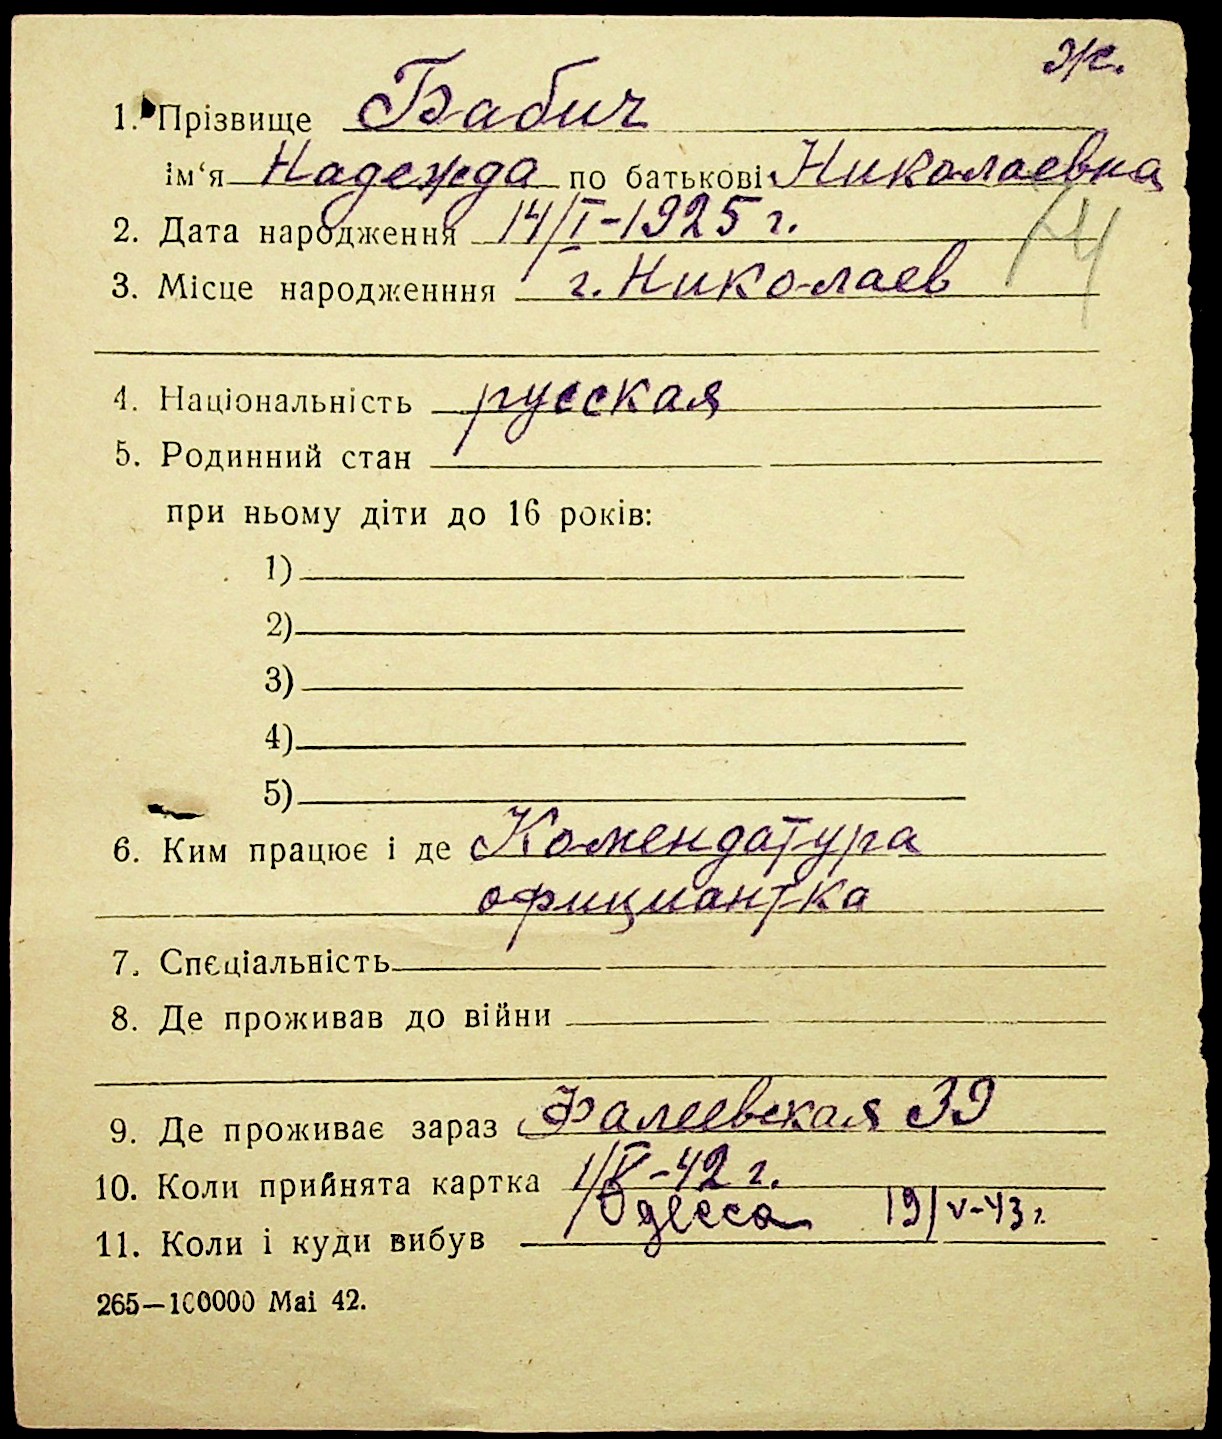 ж.
1. Прізвище Бабич
ім‘я Надежда по батькові Николаевна
2. Дата народження 14/I-1925 г.
14
3. Місце народженння г. Николаев
4. Національність русская
5. Родинний стан
при ньому діти до 16 років:
1)
2)
3)
4)
5)
6. Ким працює і де Комендатура
официантка
7. Спєціальність
8. Де проживав до війни
9. Де проживає зараз Фалеевская 39
10. Коли прийнята картка 1/V-42 г.
11. Коли і куди вибув Одесса 19/V-43 г.
265—100000 Mai 42.